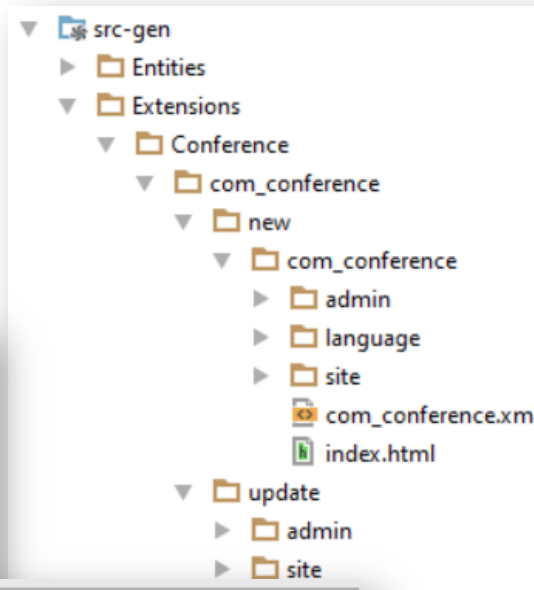 src-gen
Entities
Extensions
Conference
com_conference
new
com_conference
admin
language
site
com_conference.xm
index.html
update
admin
site